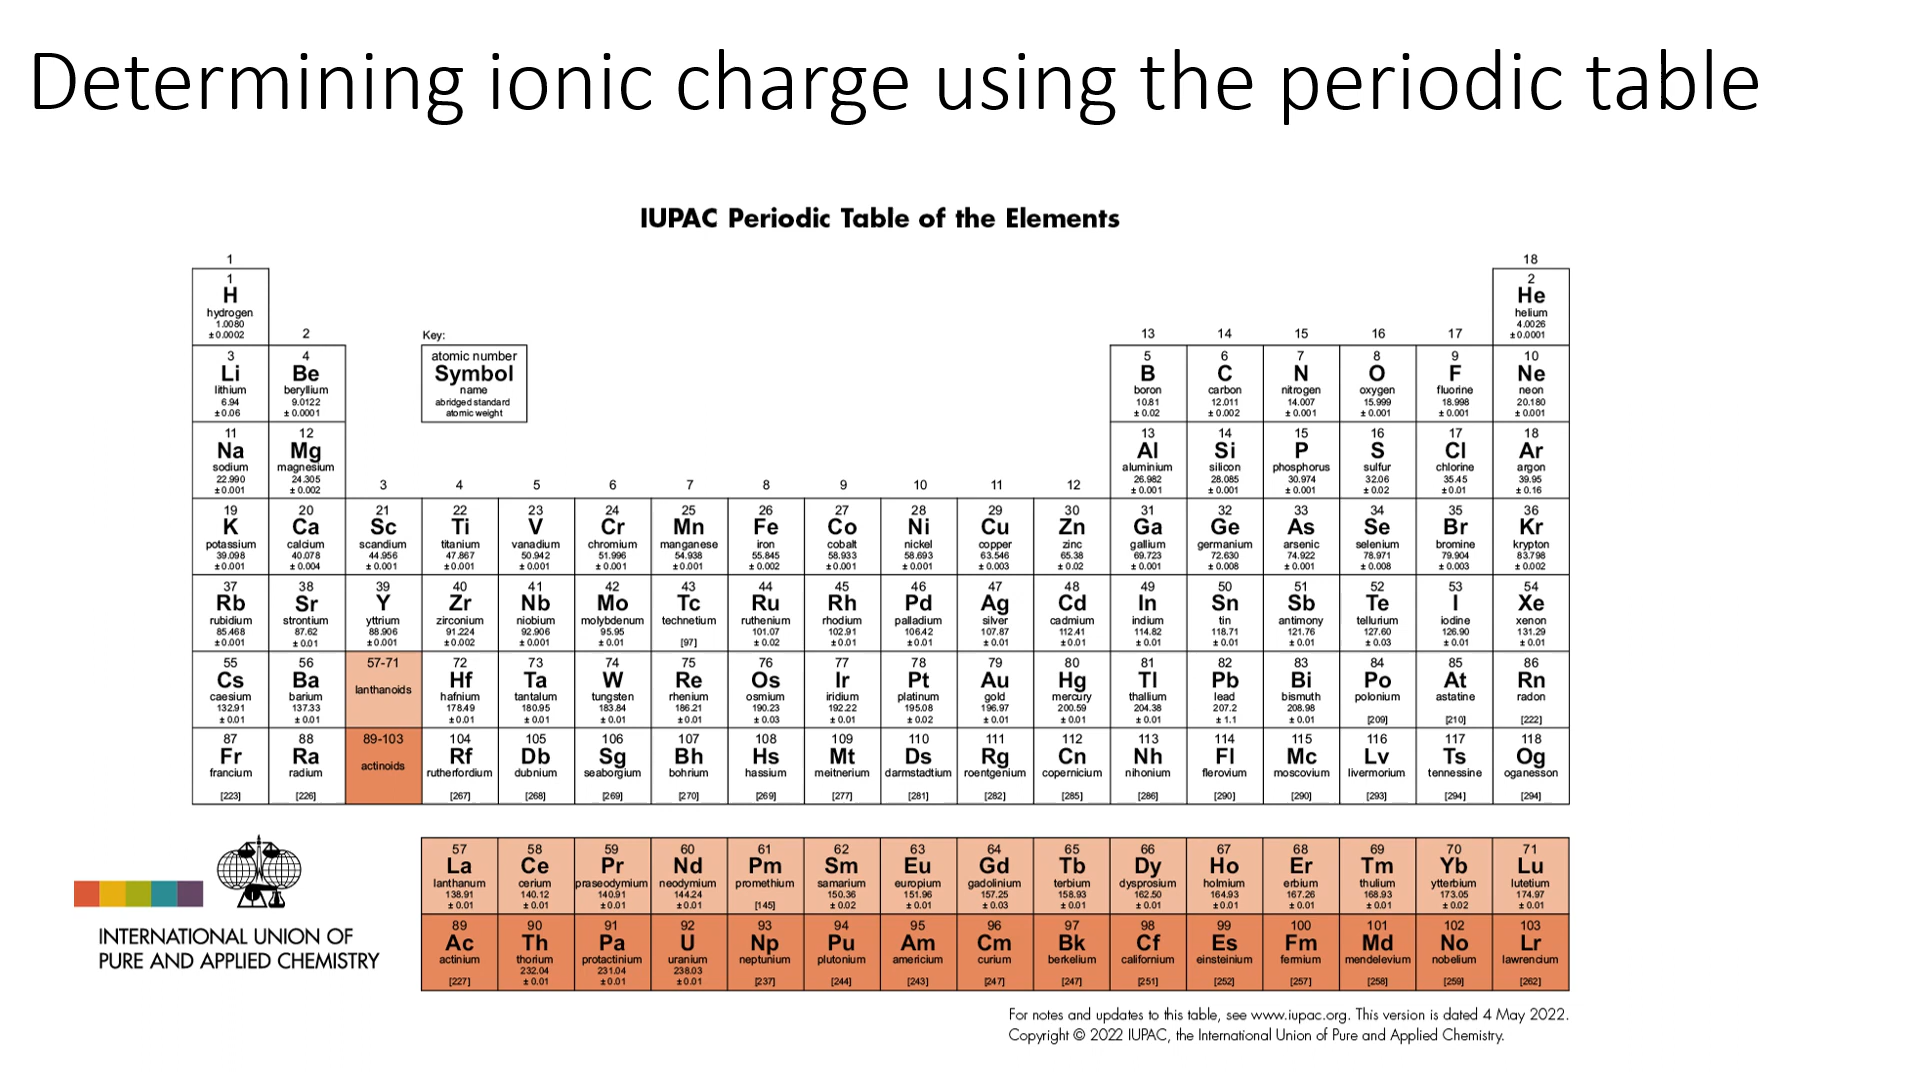 Determining ionic charge using the periodic table
IUPAC Periodic Table of the Elements
1 18
1 2
H He
hydrogen helium
1.0080 4.0026
± 0.0002 ± 0.0001
2 13 14 15 16 17
Key:
atomic number
Symbol
name
abridged standard
atomic weight
3 4 5 6 7 8 9 10
Li Be B C N O F Ne
lithium beryllium boron carbon nitrogen oxygen fluorine neon
6.94 9.0122 10.81 12.011 14.007 15.999 18.998 20.180
± 0.06 ± 0.0001 ± 0.02 ± 0.002 ± 0.001 ± 0.001 ± 0.001 ± 0.001
11 12 13 14 15 16 17 18
Na Mg Al Si P S Cl Ar
sodium magnesium aluminium silicon phosphorus sulfur chlorine argon
22.990 24.305 26.982 28.085 30.974 32.06 35.45 39.95
± 0.001 ± 0.002 ± 0.001 ± 0.001 ± 0.001 ± 0.02 ± 0.01 ± 0.16
3 4 5 6 7 8 9 10 11 12
19 20 21 22 23 24 25 26 27 28 29 30 31 32 33 34 35 36
K Ca Sc Ti V Cr Mn Fe Co Ni Cu Zn Ga Ge As Se Br Kr
potassium calcium scandium titanium vanadium chromium manganese iron cobalt nickel copper zinc gallium germanium arsenic selenium bromine krypton
39.098 40.078 44.956 47.867 50.942 51.996 54.938 55.845 58.933 58.693 63.546 65.38 69.723 72.630 74.922 78.971 79.904 83.798
± 0.001 ± 0.004 ± 0.001 ± 0.001 ± 0.001 ± 0.001 ± 0.001 ± 0.002 ± 0.001 ± 0.001 ± 0.003 ± 0.02 ± 0.001 ± 0.008 ± 0.001 ± 0.008 ± 0.003 ± 0.002
37 38 39 40 41 42 43 44 45 46 47 48 49 50 51 52 53 54
Rb Sr Y Zr Nb Mo Tc Ru Rh Pd Ag Cd In Sn Sb Te I Xe
rubidium strontium yttrium zirconium niobium molybdenum technetium ruthenium rhodium palladium silver cadmium indium tin antimony tellurium iodine xenon
85.468 87.62 88.906 91.224 92.906 95.95 101.07 102.91 106.42 107.87 112.41 114.82 118.71 121.76 127.60 126.90 131.29
± 0.001 ± 0.01 ± 0.001 ± 0.002 ± 0.001 ± 0.01 [97] ± 0.02 ± 0.01 ± 0.01 ± 0.01 ± 0.01 ± 0.01 ± 0.01 ± 0.01 ± 0.03 ± 0.01 ± 0.01
55 56 57-71 72 73 74 75 76 77 78 79 80 81 82 83 84 85 86
Cs Ba lanthanoids Hf Ta W Re Os Ir Pt Au Hg Tl Pb Bi Po At Rn
caesium barium hafnium tantalum tungsten rhenium osmium iridium platinum gold mercury thallium lead bismuth polonium astatine radon
132.91 137.33 178.49 180.95 183.84 186.21 190.23 192.22 195.08 196.97 200.59 204.38 207.2 208.98
± 0.01 ± 0.01 ± 0.01 ± 0.01 ± 0.01 ± 0.01 ± 0.03 ± 0.01 ± 0.02 ± 0.01 ± 0.01 ± 0.01 ± 1.1 ± 0.01 [209] [210] [222]
87 88 89-103 104 105 106 107 108 109 110 111 112 113 114 115 116 117 118
Fr Ra actinoids Rf Db Sg Bh Hs Mt Ds Rg Cn Nh Fl Mc Lv Ts Og
francium radium rutherfordium dubnium seaborgium bohrium hassium meitnerium darmstadtium roentgenium copernicium nihonium flerovium moscovium livermorium tennessine oganesson
[223] [226] [267] [268] [269] [270] [269] [277] [281] [282] [285] [286] [290] [290] [293] [294] [294]
57 58 59 60 61 62 63 64 65 66 67 68 69 70 71
La Ce Pr Nd Pm Sm Eu Gd Tb Dy Ho Er Tm Yb Lu
lanthanum cerium praseodymium neodymium promethium samarium europium gadolinium terbium dysprosium holmium erbium thulium ytterbium lutetium
138.91 140.12 140.91 144.24 150.36 151.96 157.25 158.93 162.50 164.93 167.26 168.93 173.05 174.97
± 0.01 ± 0.01 ± 0.01 ± 0.01 [145] ± 0.02 ± 0.01 ± 0.03 ± 0.01 ± 0.01 ± 0.01 ± 0.01 ± 0.01 ± 0.02 ± 0.01
89 90 91 92 93 94 95 96 97 98 99 100 101 102 103
Ac Th Pa U Np Pu Am Cm Bk Cf Es Fm Md No Lr
actinium thorium protactinium uranium neptunium plutonium americium curium berkelium californium einsteinium fermium mendelevium nobelium lawrencium
232.04 231.04 238.03
[227] ± 0.01 ± 0.01 ± 0.01 [237] [244] [243] [247] [247] [251] [252] [257] [258] [259] [262]
INTERNATIONAL UNION OF
PURE AND APPLIED CHEMISTRY
For notes and updates to this table, see www.iupac.org. This version is dated 4 May 2022.
Copyright © 2022 IUPAC, the International Union of Pure and Applied Chemistry.